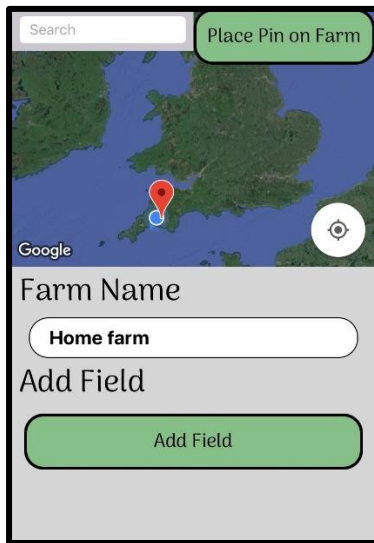 Search
Place Pin on Farm
Google
Farm Name
Home farm
Add Field
Add Field